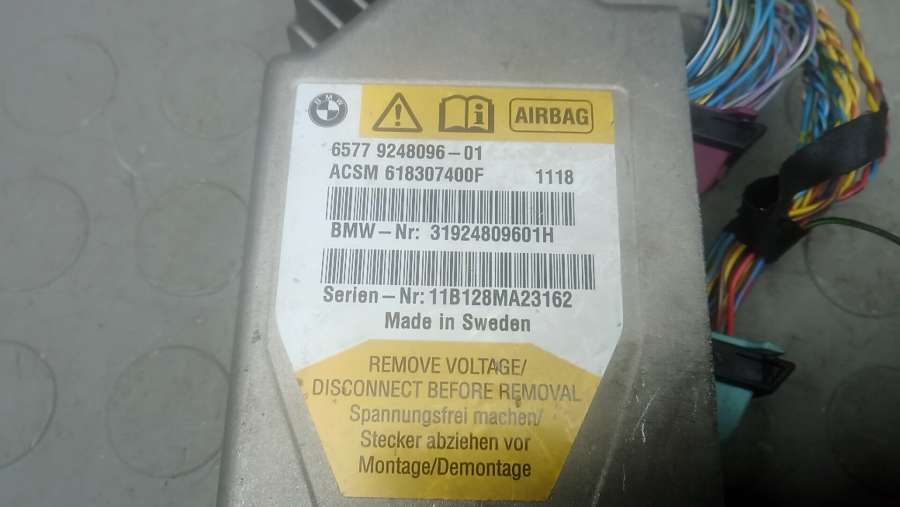 BMW
AIRBAG
6577 9248096-01
ACSM 618307400F 1118
BMW-Nr: 31924809601H
Serien-Nr: 11B128MA23162
Made in Sweden
REMOVE VOLTAGE/
DISCONNECT BEFORE REMOVAL
Spannungsfrei machen/
Stecker abziehen vor
Montage/Demontage